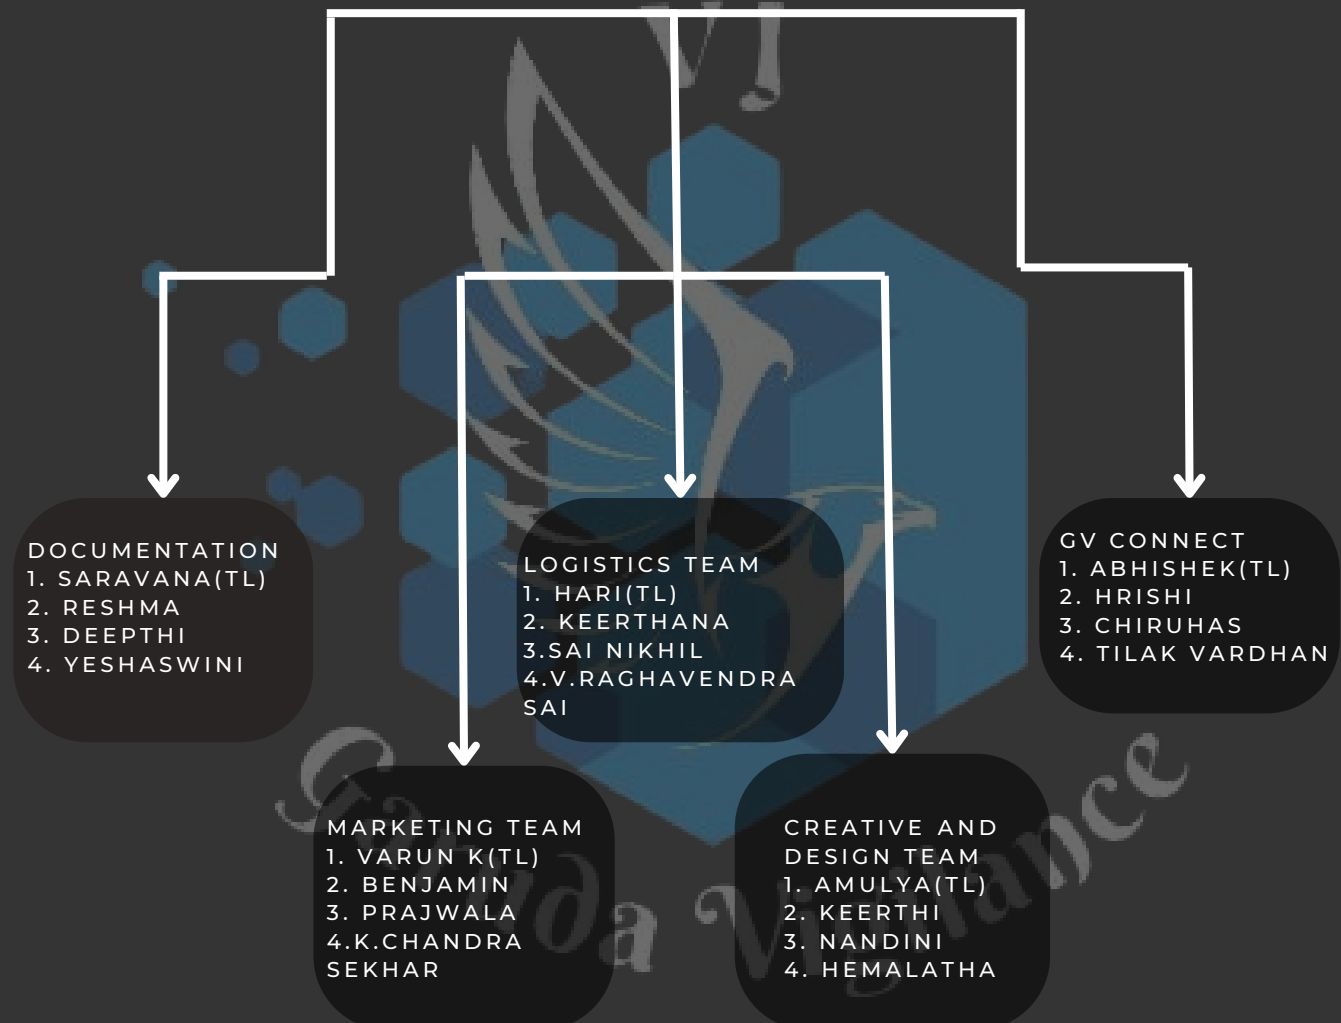 VJ
DOCUMENTATION
1. SARAVANA(TL)
2. RESHMA
3. DEEPTHI
4. YESHASWINI
LOGISTICS TEAM
1. HARI(TL)
2. KEERTHANA
3.SAI NIKHIL
4.V.RAGHAVENDRA
SAI
GV CONNECT
1. ABHISHEK(TL)
2. HRISHI
3. CHIRUHAS
4. TILAK VARDHAN
MARKETING TEAM
1. VARUN K(TL)
2. BENJAMIN
3. PRAJWALA
4.K.CHANDRA
SEKHAR
CREATIVE AND
DESIGN TEAM
1. AMULYA(TL)
2. KEERTHI
3. NANDINI
4. HEMALATHA
Garuda Vigilance